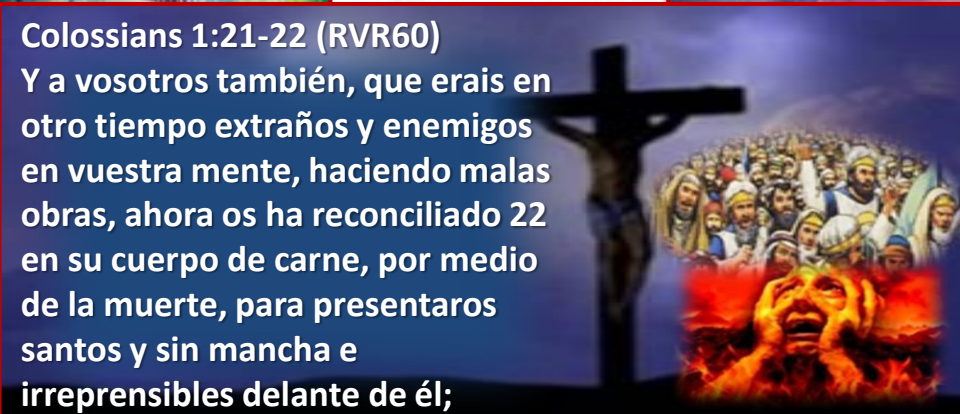 Colossians 1:21-22 (RVR60)
Y a vosotros también, que erais en
otro tiempo extraños y enemigos
en vuestra mente, haciendo malas
obras, ahora os ha reconciliado 22
en su cuerpo de carne, por medio
de la muerte, para presentaros
santos y sin mancha e
irreprensibles delante de él;